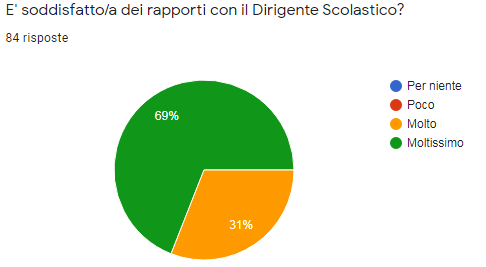 E' soddisfatto/a dei rapporti con il Dirigente Scolastico?
84 risposte
Per niente
Poco
Molto
Moltissimo
69%
31%